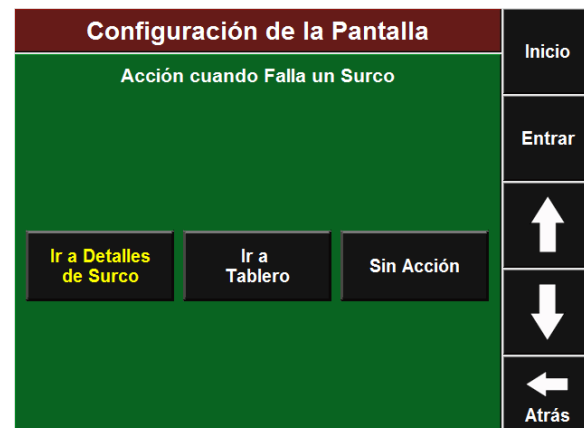 Configuración de la Pantalla
Acción cuando Falla un Surco
Ir a Detalles
de Surco
Ir a
Tablero
Sin Acción
Inicio
Entrar
Atrás